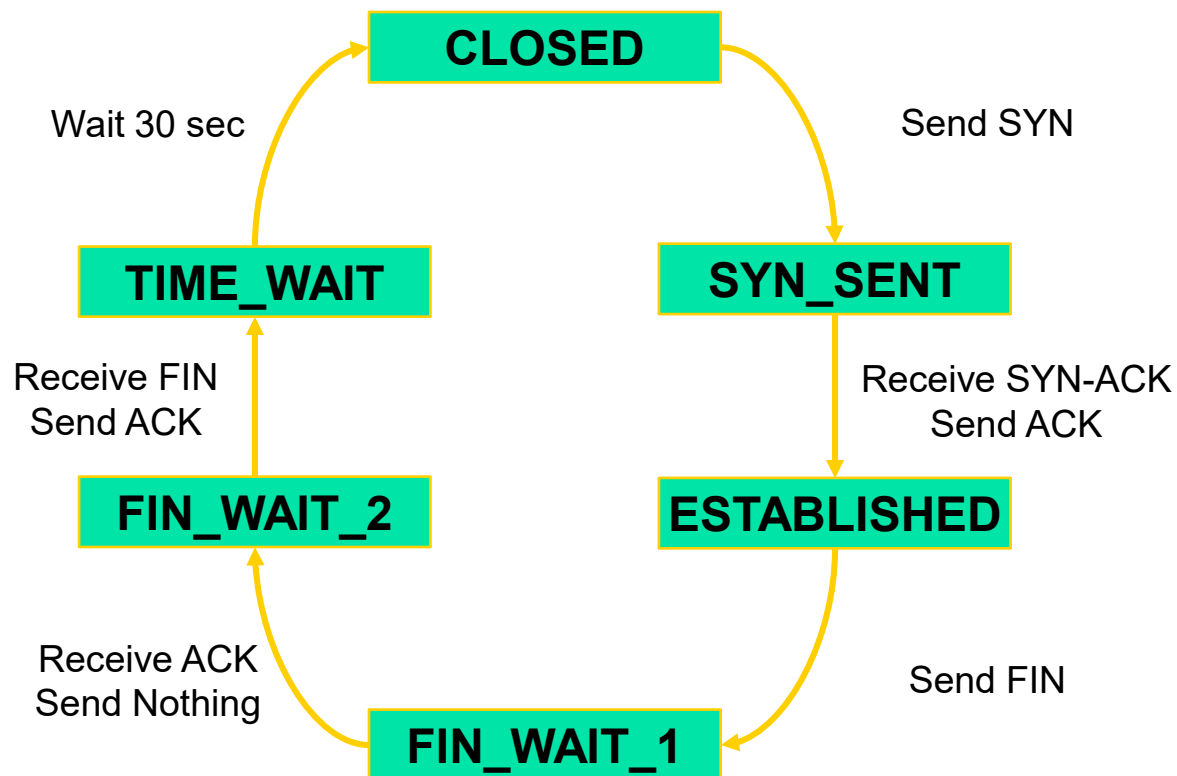 CLOSED
Wait 30 sec
Send SYN
TIME_WAIT
SYN_SENT
Receive FIN
Send ACK
Receive SYN-ACK
Send ACK
FIN_WAIT_2
ESTABLISHED
Receive ACK
Send Nothing
Send FIN
FIN_WAIT_1